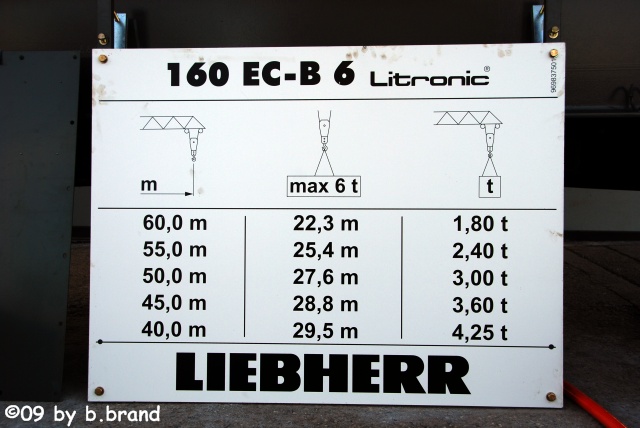 160 EC-B 6 Litronic®
m
max 6 t
t
60,0 m 22,3 m 1,80 t
55,0 m 25,4 m 2,40 t
50,0 m 27,6 m 3,00 t
45,0 m 28,8 m 3,60 t
40,0 m 29,5 m 4,25 t
LIEBHERR
©09 by b.brand